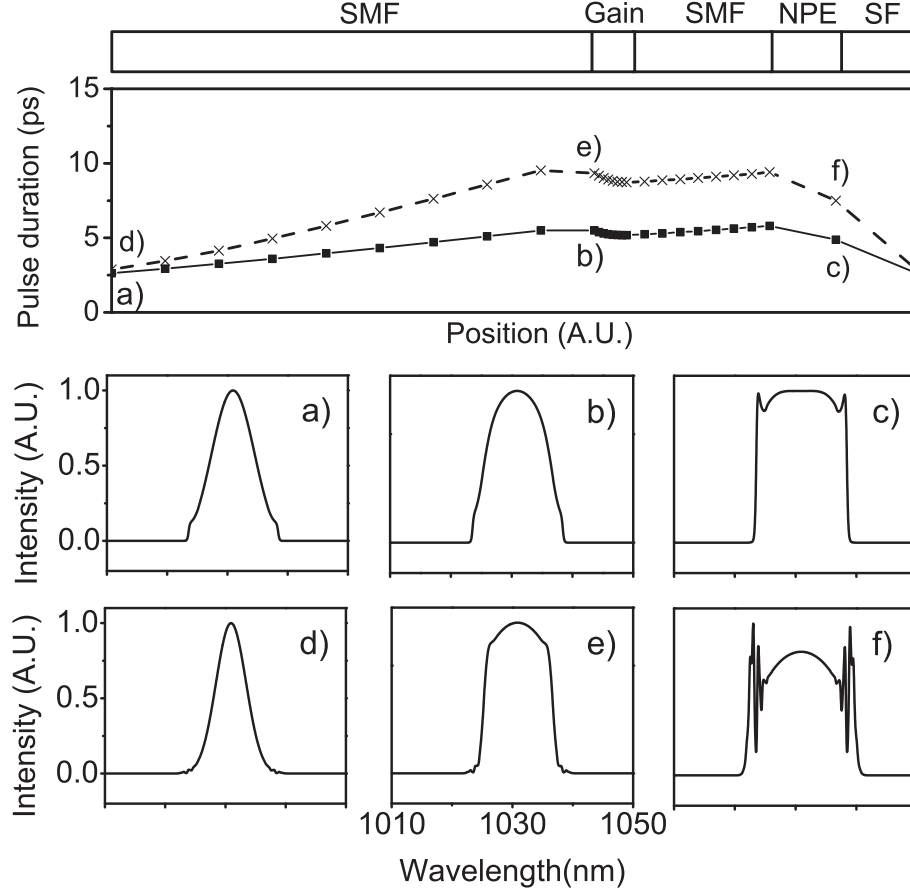 SMF Gain SMF NPE SF
15
10
5
0
Pulse duration (ps)
d)
a)
e)
b)
f)
c)
Position (A.U.)
1.0
0.5
0.0
Intensity (A.U.)
a)
b)
c)
1.0
0.5
0.0
Intensity (A.U.)
d)
e)
f)
1010 1030 1050
Wavelength(nm)